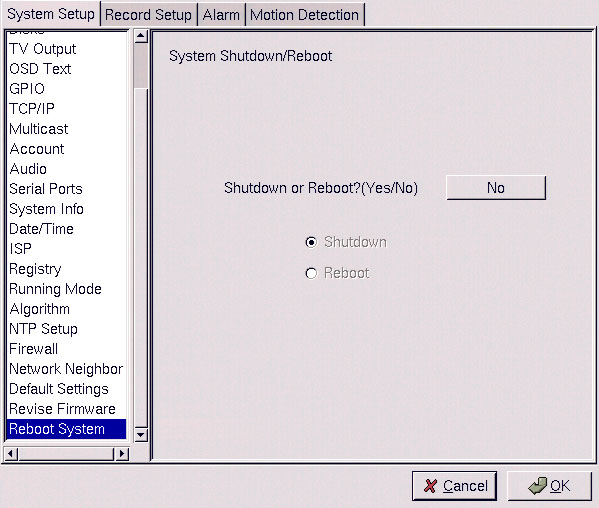 System Setup Record Setup Alarm Motion Detection
Disks
TV Output
OSD Text
GPIO
TCP/IP
Multicast
Account
Audio
Serial Ports
System Info
Date/Time
ISP
Registry
Running Mode
Algorithm
NTP Setup
Firewall
Network Neighbor
Default Settings
Revise Firmware
Reboot System
System Shutdown/Reboot
Shutdown or Reboot?(Yes/No) No
Shutdown
Reboot
Cancel OK